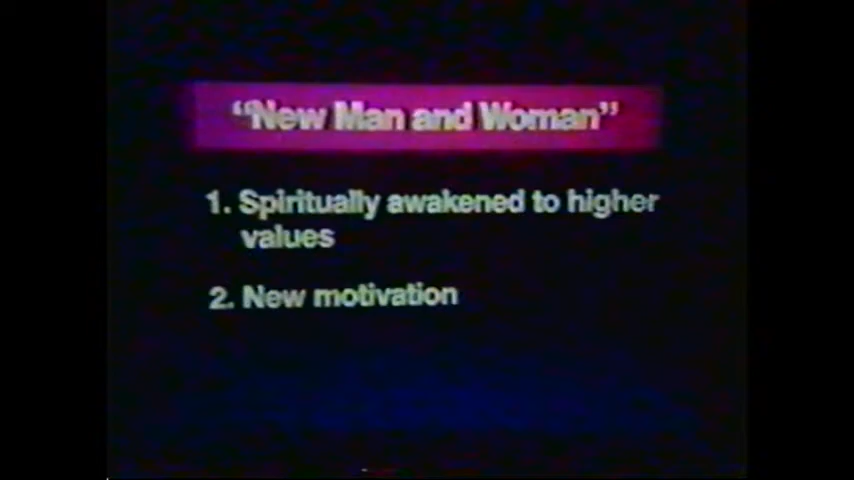 “New Man and Woman”
1. Spiritually awakened to higher
values
2. New motivation